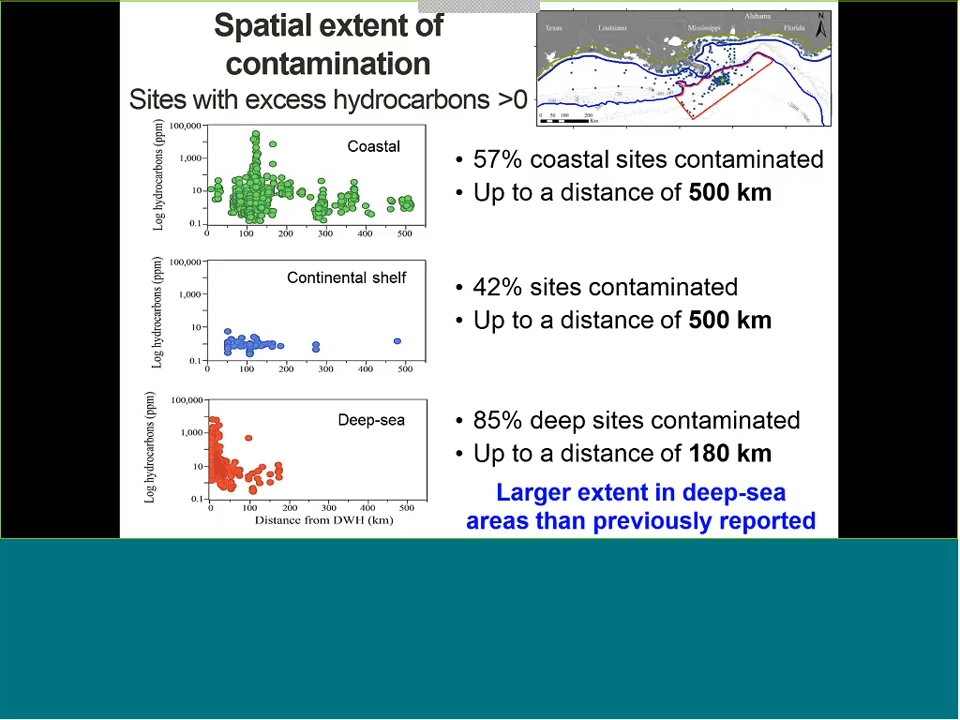 Spatial extent of
contamination
Sites with excess hydrocarbons >0
Texas Louisiana Mississippi Alabama Florida N
0 50 100 200
Km
Log hydrocarbons (ppm)
100,000
1,000
10
0.1
Coastal
0 100 200 300 400 500
• 57% coastal sites contaminated
• Up to a distance of 500 km
Log hydrocarbons (ppm)
100,000
1,000
10
0.1
Continental shelf
0 100 200 300 400 500
• 42% sites contaminated
• Up to a distance of 500 km
Log hydrocarbons (ppm)
100,000
1,000
10
0.1
Deep-sea
0 100 200 300 400 500
Distance from DWH (km)
• 85% deep sites contaminated
• Up to a distance of 180 km
Larger extent in deep-sea
areas than previously reported